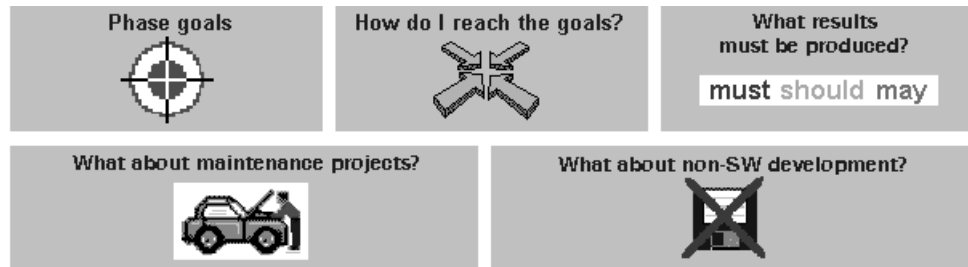 Phase goals
How do I reach the goals?
What results
must be produced?
must should may
What about maintenance projects?
What about non-SW development?